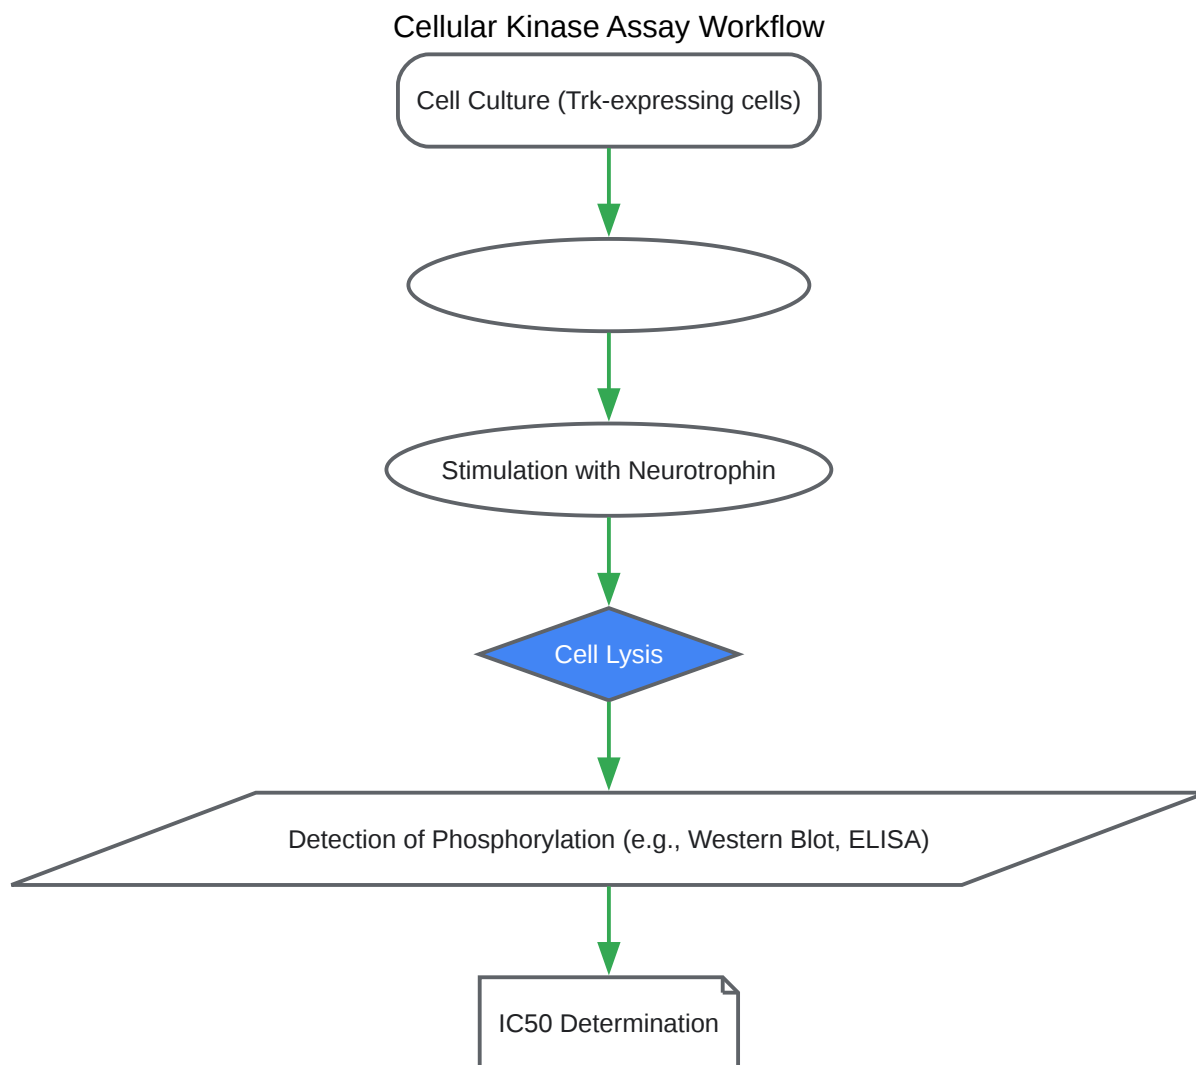 Cellular Kinase Assay Workflow
Cell Culture (Trk-expressing cells)
Stimulation with Neurotrophin
Cell Lysis
Detection of Phosphorylation (e.g., Western Blot, ELISA)
IC50 Determination